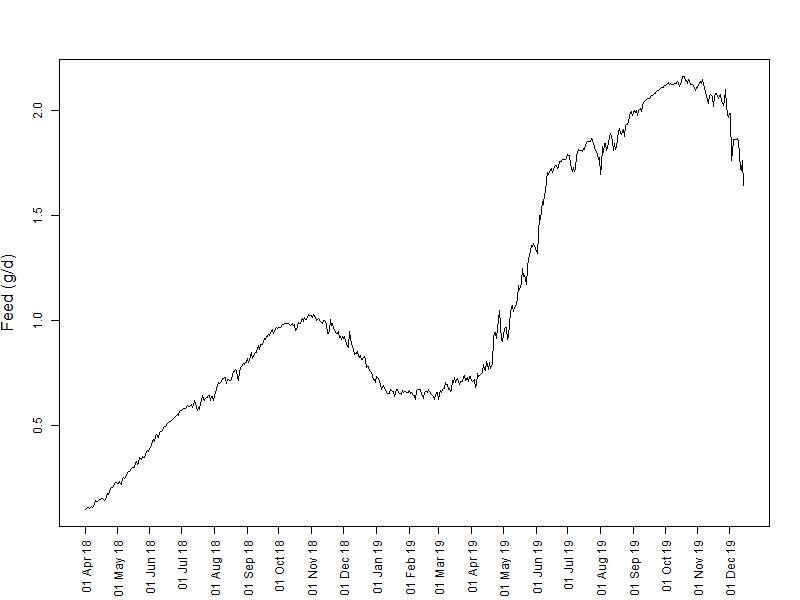 Feed (g/d)
2.0
1.5
1.0
0.5
01 Apr 18
01 May 18
01 Jun 18
01 Jul 18
01 Aug 18
01 Sep 18
01 Oct 18
01 Nov 18
01 Dec 18
01 Jan 19
01 Feb 19
01 Mar 19
01 Apr 19
01 May 19
01 Jun 19
01 Jul 19
01 Aug 19
01 Sep 19
01 Oct 19
01 Nov 19
01 Dec 19